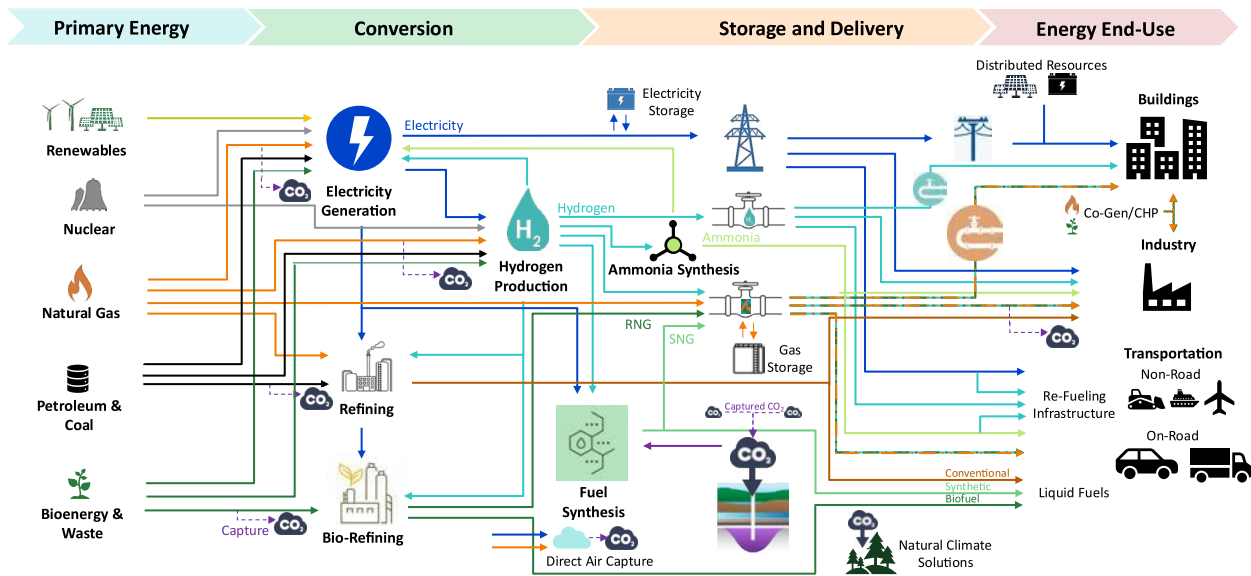 Primary Energy
Conversion
Storage and Delivery
Energy End-Use
Distributed Resources
Electricity
Storage
Buildings
Electricity
Renewables
CO₂
Electricity
Generation
Nuclear
Hydrogen
H₂
H₂
Co-Gen/CHP
Ammonia
Industry
Ammonia Synthesis
Hydrogen
Production
CO₂
Natural Gas
RNG
SNG
CO₂
Gas
Storage
Transportation
Non-Road
Petroleum &
Coal
CO₂
Refining
Re-Fueling
Infrastructure
CO₂
Captured CO₂
CO₂
On-Road
CO₂
Conventional
Synthetic
Biofuel
Liquid Fuels
Fuel
Synthesis
Bioenergy &
Waste
Capture
CO₂
Bio-Refining
CO₂
Direct Air Capture
CO₂
Natural Climate
Solutions